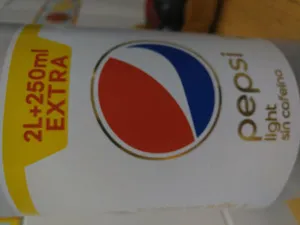 2L+250ml
EXTRA
pepsi
light
sin cafeína